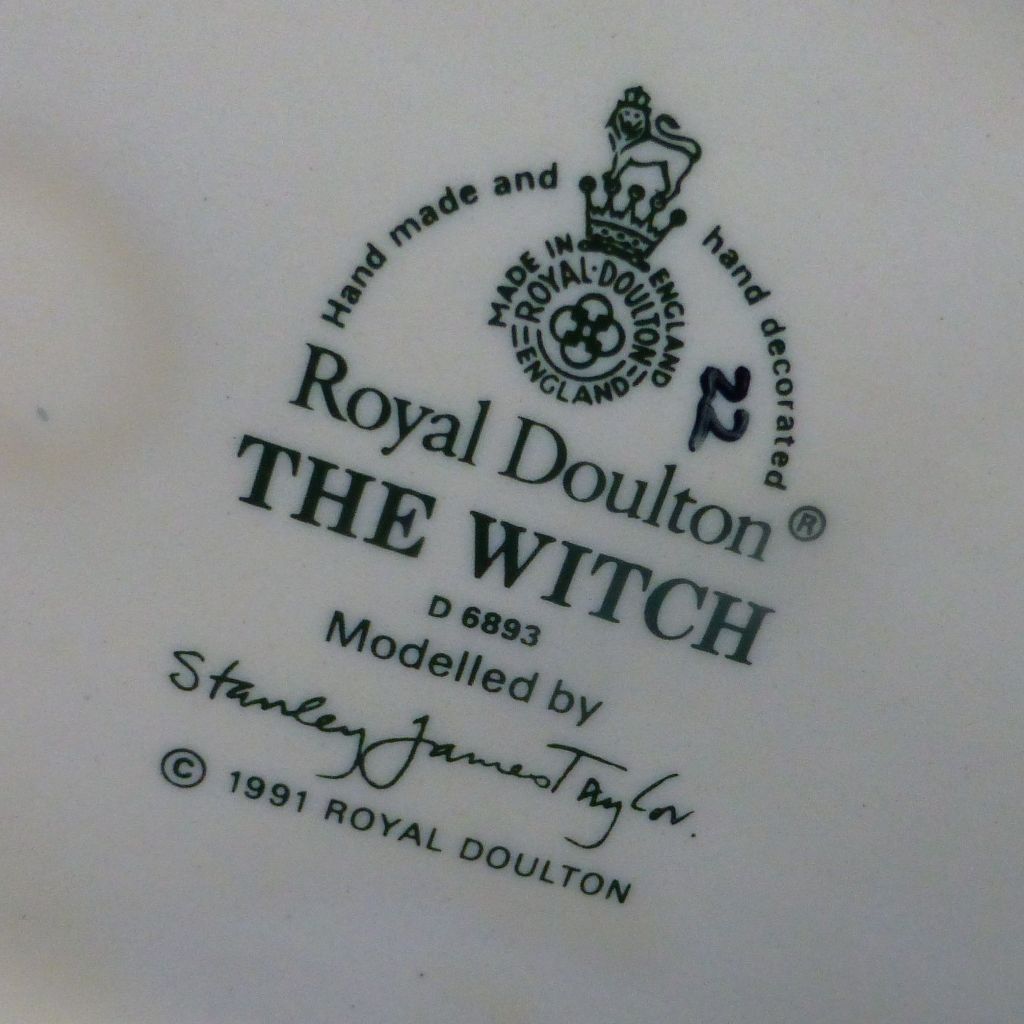 Hand made and hand decorated
MADE IN ENGLAND
ROYAL·DOULTON
ENGLAND
22
Royal Doulton ®
THE WITCH
D 6893
Modelled by
Stanley James Taylor.
© 1991 ROYAL DOULTON